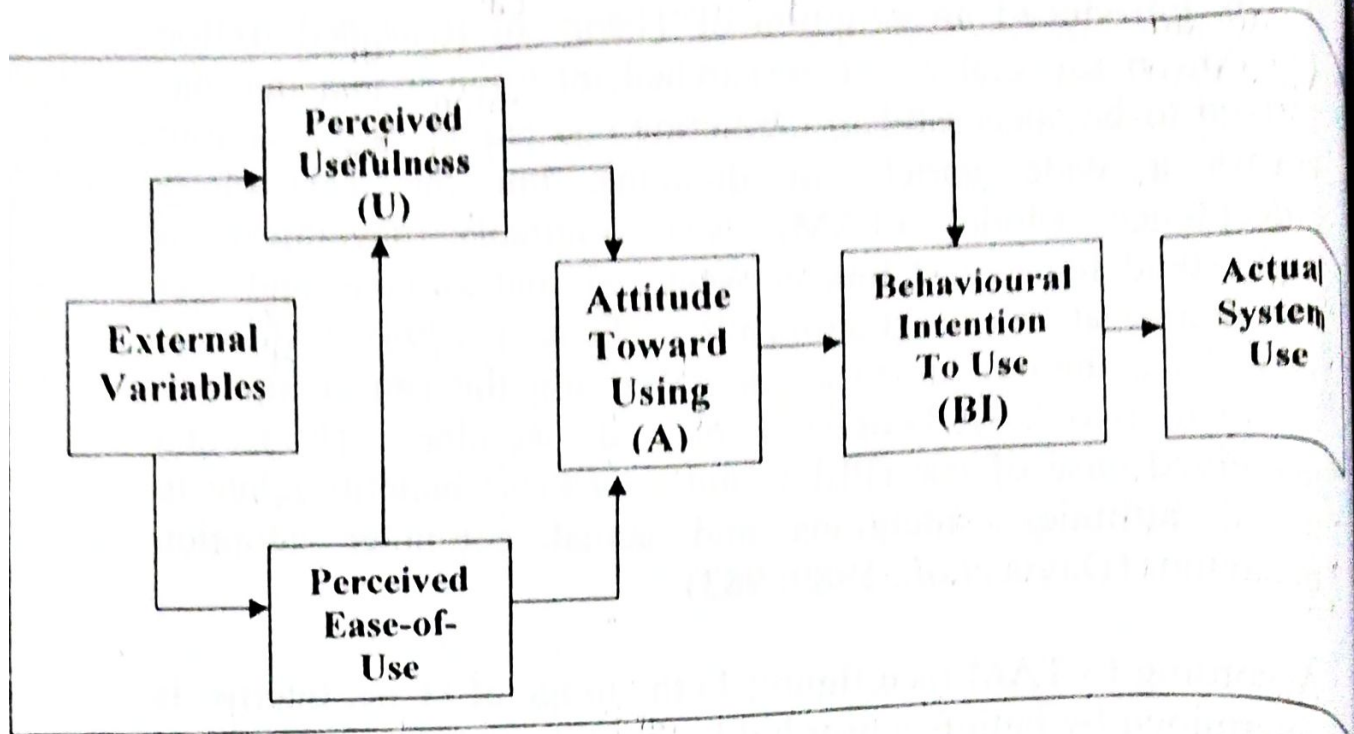 Perceived
Usefulness
(U)
External
Variables
Attitude
Toward
Using
(A)
Behavioural
Intention
To Use
(BI)
Actual
System
Use
Perceived
Ease-of-
Use